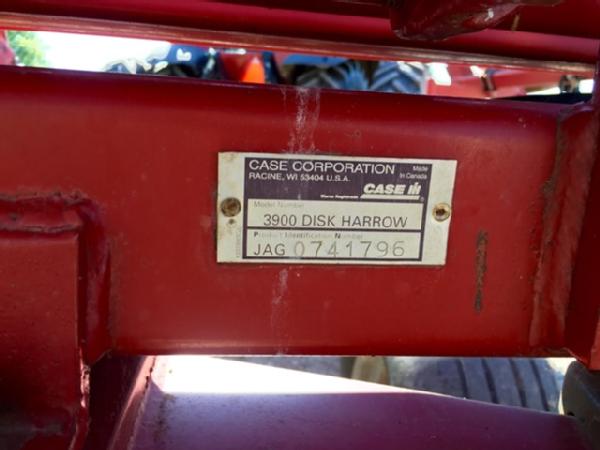 CASE CORPORATION
RACINE, WI 53404 U.S.A.
Made
in Canada
CASE IH
Model Number
3900 DISK HARROW
Product Identification Number
JAG 0741796